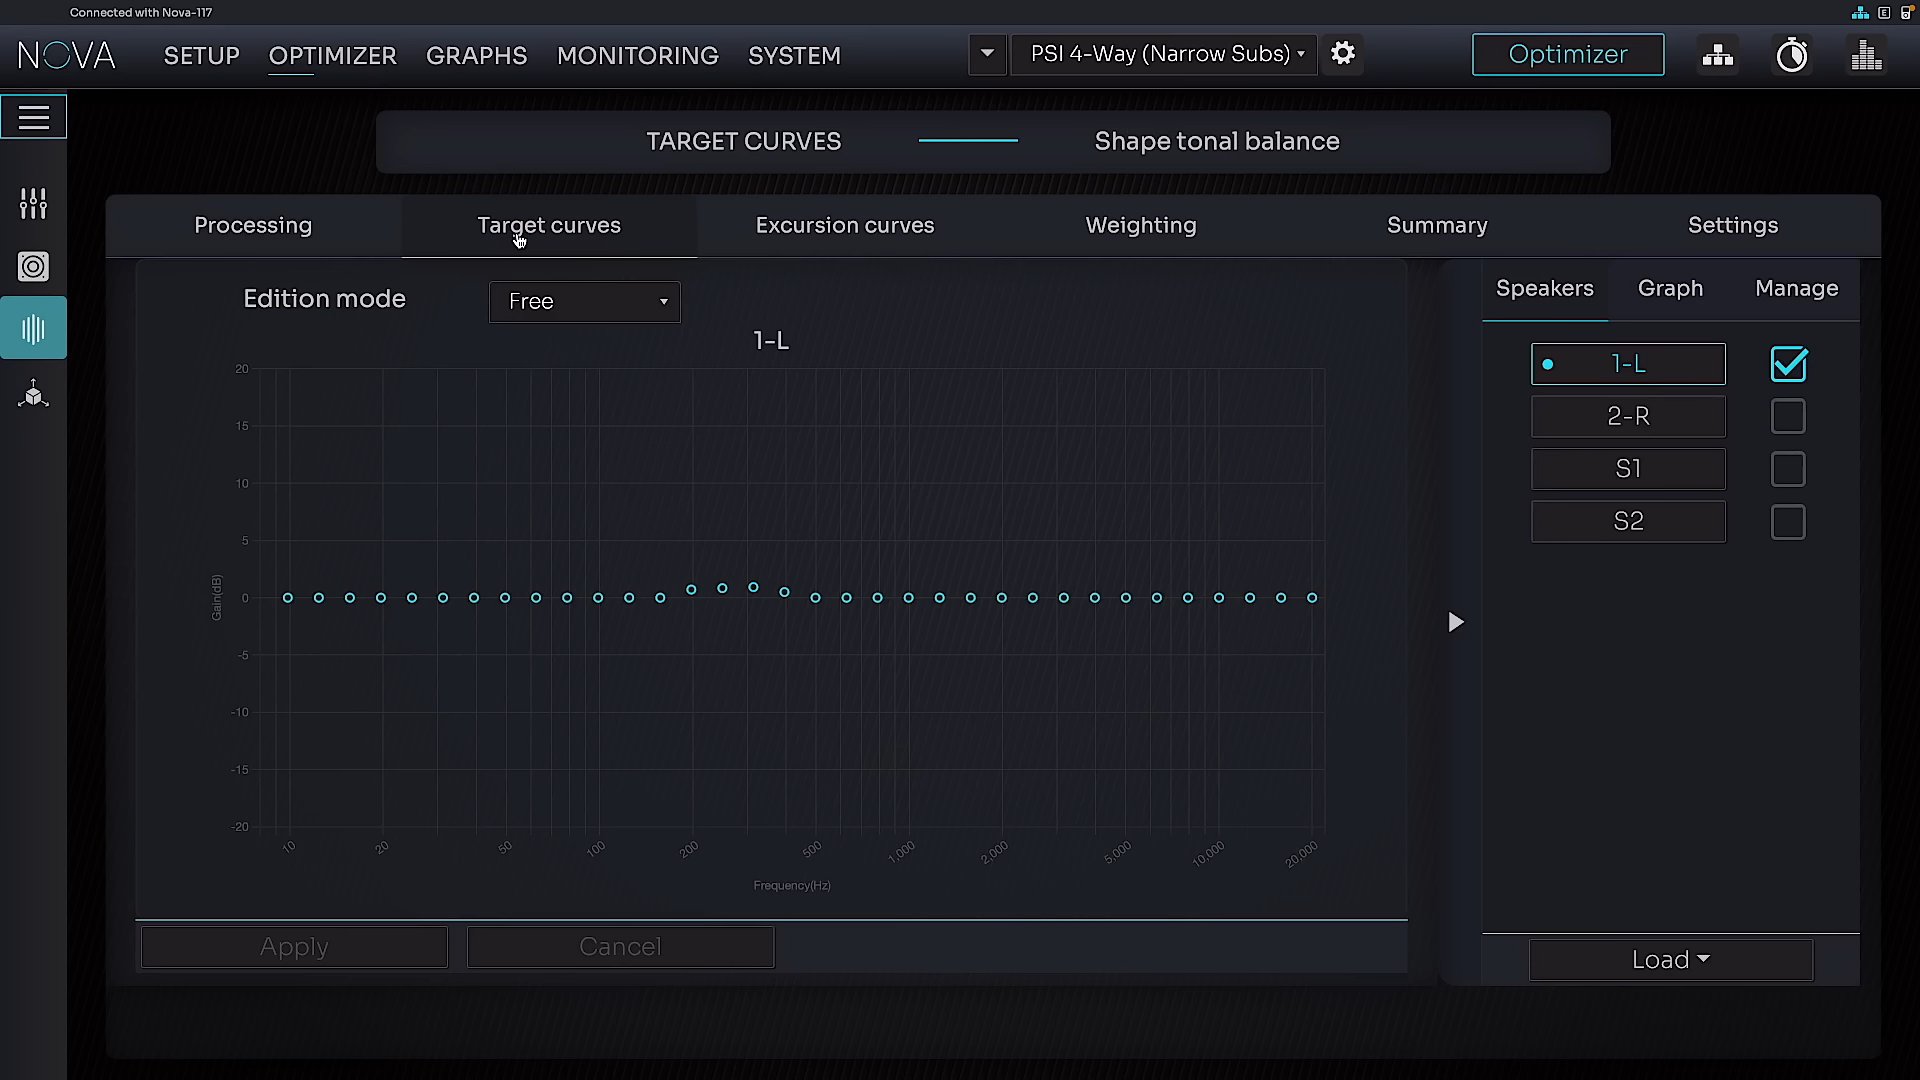 Connected with Nova-117
E
NOVA
SETUP
OPTIMIZER
GRAPHS
MONITORING
SYSTEM
PSI 4-Way (Narrow Subs)
Optimizer
TARGET CURVES
Shape tonal balance
Processing
Target curves
Excursion curves
Weighting
Summary
Settings
Edition mode
Free
1-L
20
15
10
5
0
-5
-10
-15
-20
Gain(dB)
10
20
50
100
200
500
1,000
2,000
5,000
10,000
20,000
Frequency(Hz)
Apply
Cancel
Speakers
Graph
Manage
1-L
2-R
S1
S2
Load